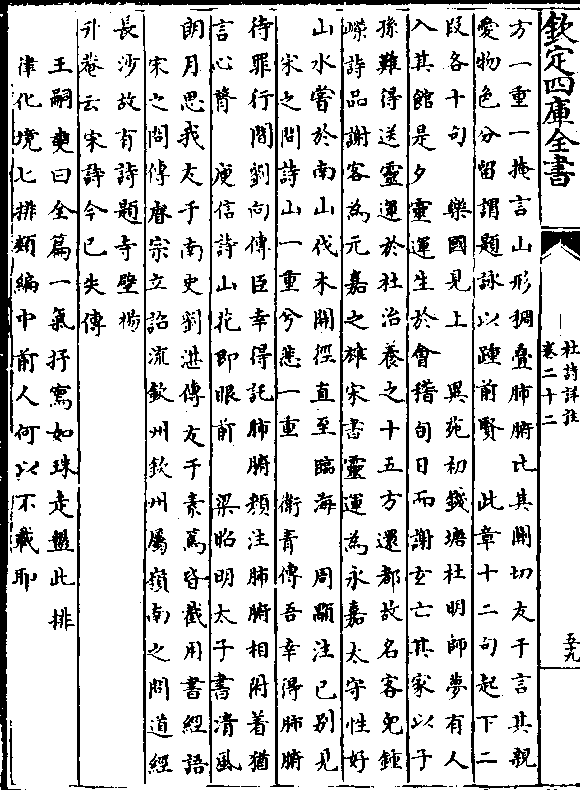 欽定四庫全書
杜詩詳註
卷二十二
五九
方一重一掩言山形稠疊肺腑比其關切友于言其親
愛物色分留謂題詠以踵前賢　此章十二句起下二
段各十句　樂國見上　異苑初錢塘杜明師夢有人
入其館是夕靈運生於會稽旬日而謝玄亡其家以子
孫難得送靈運於杜治養之十五方還都故名客兒鍾
嶸詩品謝客為元嘉之雄宋書靈運為永嘉太守性好
山水嘗於南山伐木開徑直至臨海　周顒注已別見
宋之問詩山一重兮悲一重　衛青傳吾幸得肺腑
待罪行間劉向傳臣幸得託肺腑顏注肺腑相附着猶
言心膂　庾信詩山花即眼前　梁昭明太子書清風
朗月思我友于南史劉湛傳友于素篤皆截用書經語
宋之問傳睿宗立詔流欽州欽州屬嶺南之問道經
長沙故有詩題寺壁楊
升菴云宋詩今已失傳
王嗣奭曰全篇一氣抒寫如珠走盤此排
律化境七排類編中前人何以不載耶